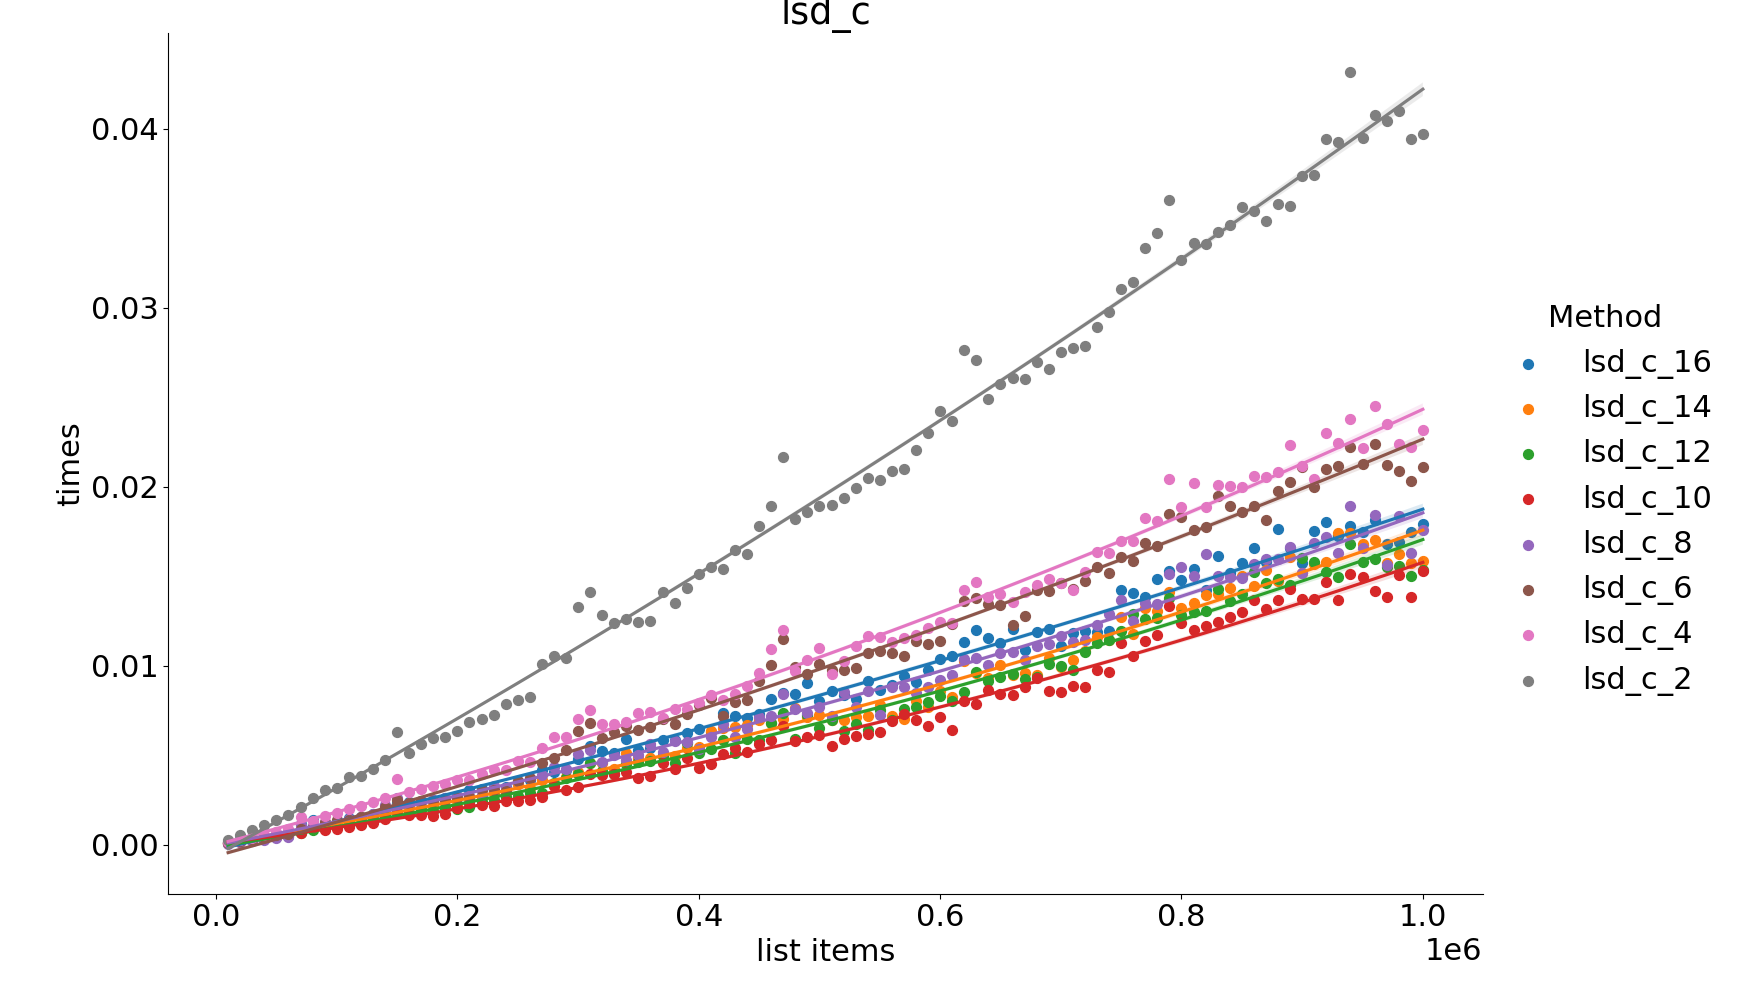 lsd_c
0.04
0.03
0.02
0.01
0.00
times
0.0 0.2 0.4 0.6 0.8 1.0
1e6
list items
Method
lsd_c_16
lsd_c_14
lsd_c_12
lsd_c_10
lsd_c_8
lsd_c_6
lsd_c_4
lsd_c_2